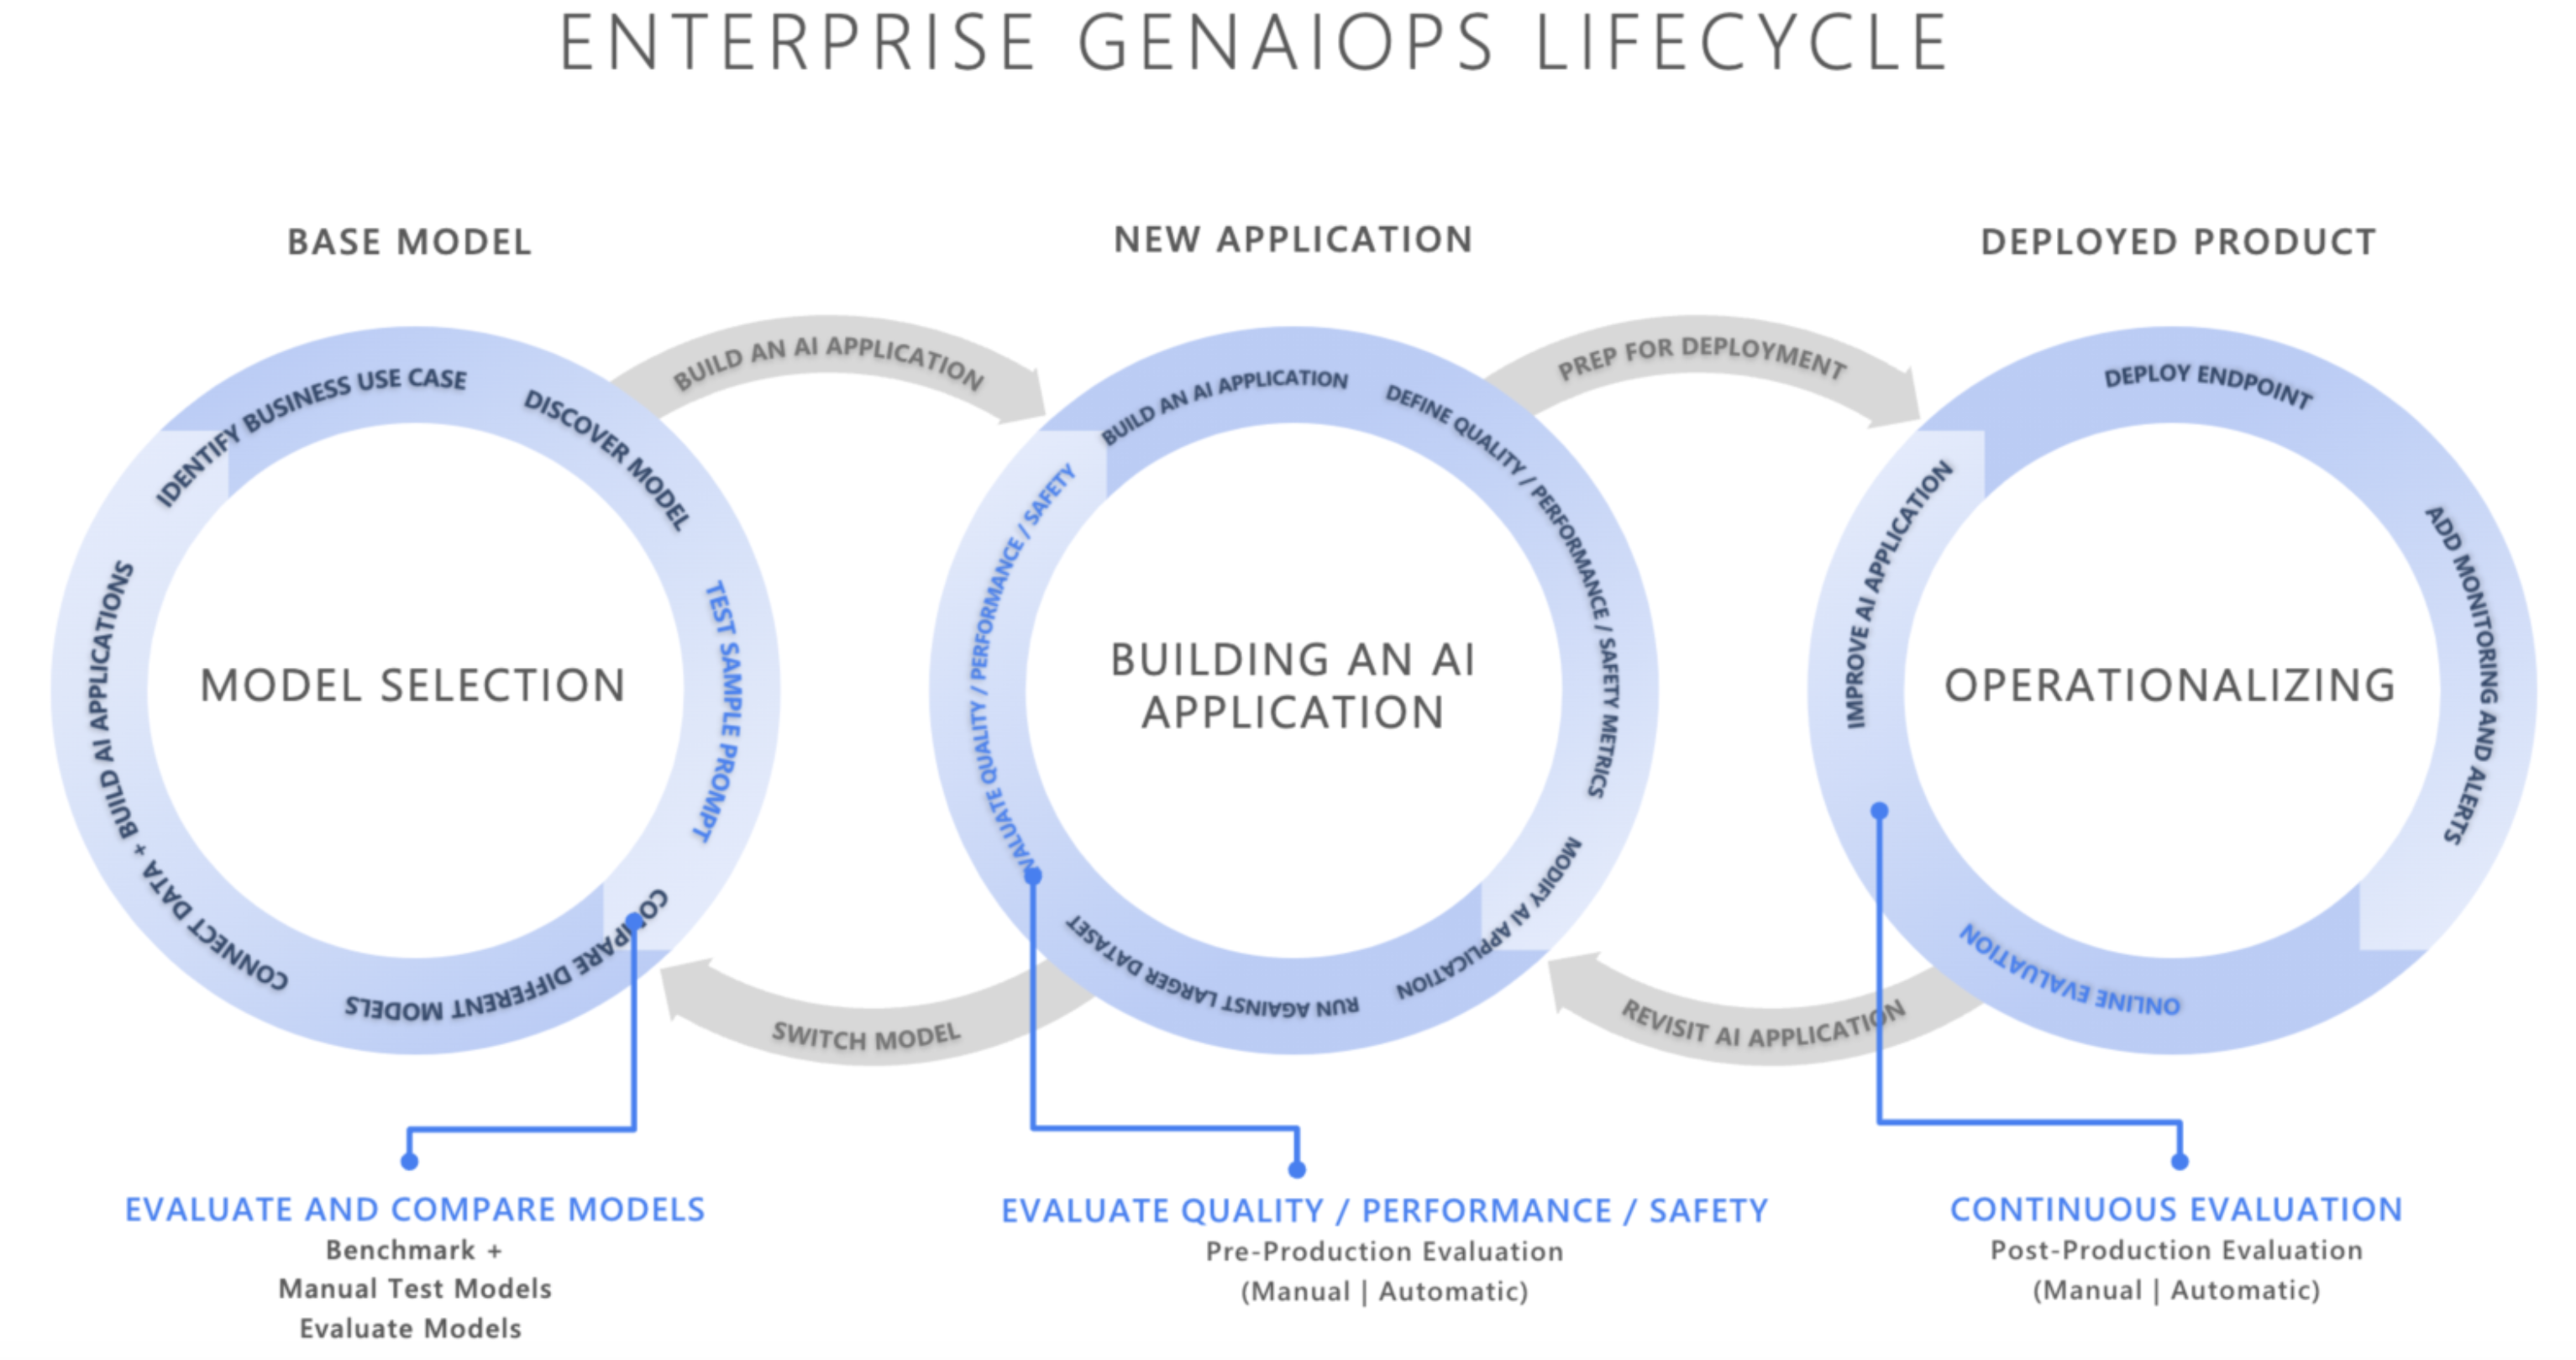 ENTERPRISE GENAIOPS LIFECYCLE
BASE MODEL
NEW APPLICATION
DEPLOYED PRODUCT
IDENTIFY BUSINESS USE CASE
DISCOVER MODEL
TEST SAMPLE PROMPT
COMPARE DIFFERENT MODELS
CONNECT DATA + BUILD AI APPLICATIONS
MODEL SELECTION
BUILD AN AI APPLICATION
SWITCH MODEL
BUILD AN AI APPLICATION
DEFINE QUALITY / PERFORMANCE / SAFETY METRICS
MODIFY AI APPLICATION
RUN AGAINST LARGER DATASET
EVALUATE QUALITY / PERFORMANCE / SAFETY
BUILDING AN AI
APPLICATION
PREP FOR DEPLOYMENT
REVISIT AI APPLICATION
DEPLOY ENDPOINT
ADD MONITORING AND ALERTS
ONLINE EVALUATION
IMPROVE AI APPLICATION
OPERATIONALIZING
EVALUATE AND COMPARE MODELS
Benchmark +
Manual Test Models
Evaluate Models
EVALUATE QUALITY / PERFORMANCE / SAFETY
Pre-Production Evaluation
(Manual | Automatic)
CONTINUOUS EVALUATION
Post-Production Evaluation
(Manual | Automatic)